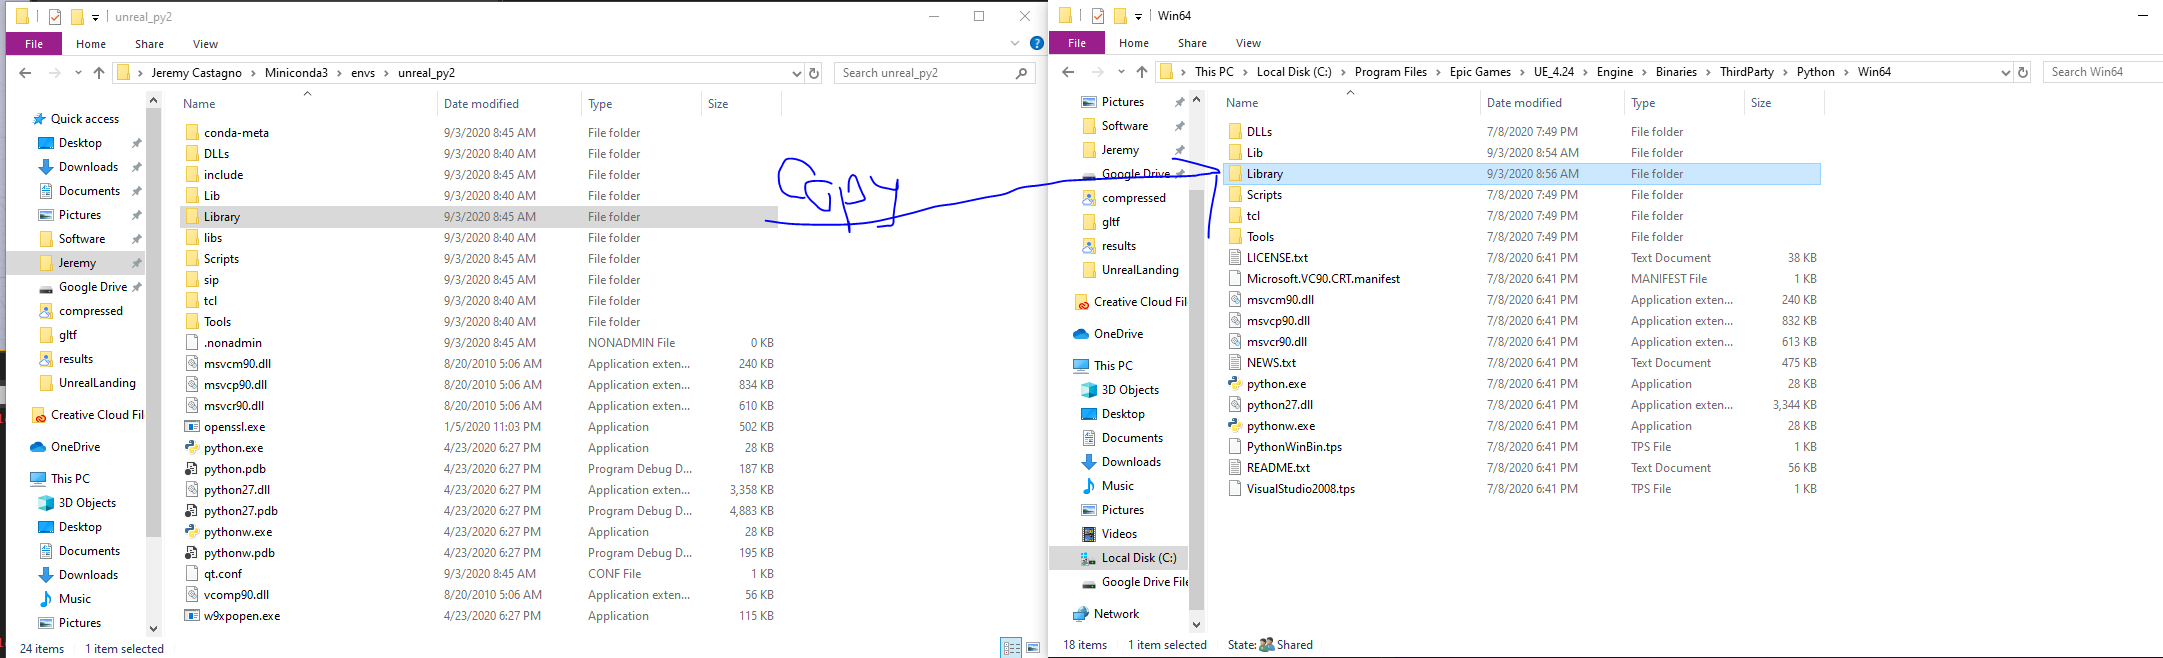 unreal_py2
File Home Share View
Jeremy Castagno Miniconda3 envs unreal_py2
Search unreal_py2
Quick access
Desktop
Downloads
Documents
Pictures
Software
Jeremy
Google Drive
compressed
gltf
results
UnrealLanding
Creative Cloud Fil
OneDrive
This PC
3D Objects
Desktop
Documents
Downloads
Music
Pictures
Name Date modified Type Size
conda-meta 9/3/2020 8:45 AM File folder
DLLs 9/3/2020 8:40 AM File folder
include 9/3/2020 8:45 AM File folder
Lib 9/3/2020 8:40 AM File folder
Library 9/3/2020 8:45 AM File folder
libs 9/3/2020 8:40 AM File folder
Scripts 9/3/2020 8:45 AM File folder
sip 9/3/2020 8:45 AM File folder
tcl 9/3/2020 8:40 AM File folder
Tools 9/3/2020 8:40 AM File folder
.nonadmin 9/3/2020 8:45 AM NONADMIN File 0 KB
msvcm90.dll 8/20/2010 5:06 AM Application exten... 240 KB
msvcp90.dll 8/20/2010 5:06 AM Application exten... 834 KB
msvcr90.dll 8/20/2010 5:06 AM Application exten... 610 KB
openssl.exe 1/5/2020 11:03 PM Application 502 KB
python.exe 4/23/2020 6:27 PM Application 28 KB
python.pdb 4/23/2020 6:27 PM Program Debug D... 187 KB
python27.dll 4/23/2020 6:27 PM Application exten... 3,358 KB
python27.pdb 4/23/2020 6:27 PM Program Debug D... 4,883 KB
pythonw.exe 4/23/2020 6:27 PM Application 28 KB
pythonw.pdb 4/23/2020 6:27 PM Program Debug D... 195 KB
qt.conf 9/3/2020 8:45 AM CONF File 1 KB
vcomp90.dll 8/20/2010 5:06 AM Application exten... 56 KB
w9xpopen.exe 4/23/2020 6:27 PM Application 115 KB
24 items 1 item selected
Copy
Win64
File Home Share View
This PC Local Disk (C:) Program Files Epic Games UE_4.24 Engine Binaries ThirdParty Python Win64
Search Win64
Pictures
Software
Jeremy
Google Drive
compressed
gltf
results
UnrealLanding
Creative Cloud Fil
OneDrive
This PC
3D Objects
Desktop
Documents
Downloads
Music
Pictures
Videos
Local Disk (C:)
Google Drive File
Network
Name Date modified Type Size
DLLs 7/8/2020 7:49 PM File folder
Lib 9/3/2020 8:54 AM File folder
Library 9/3/2020 8:56 AM File folder
Scripts 7/8/2020 7:49 PM File folder
tcl 7/8/2020 7:49 PM File folder
Tools 7/8/2020 7:49 PM File folder
LICENSE.txt 7/8/2020 6:41 PM Text Document 38 KB
Microsoft.VC90.CRT.manifest 7/8/2020 6:41 PM MANIFEST File 1 KB
msvcm90.dll 7/8/2020 6:41 PM Application exten... 240 KB
msvcp90.dll 7/8/2020 6:41 PM Application exten... 832 KB
msvcr90.dll 7/8/2020 6:41 PM Application exten... 613 KB
NEWS.txt 7/8/2020 6:41 PM Text Document 475 KB
python.exe 7/8/2020 6:41 PM Application 28 KB
python27.dll 7/8/2020 6:41 PM Application exten... 3,344 KB
pythonw.exe 7/8/2020 6:41 PM Application 28 KB
PythonWinBin.tps 7/8/2020 6:41 PM TPS File 1 KB
README.txt 7/8/2020 6:41 PM Text Document 56 KB
VisualStudio2008.tps 7/8/2020 6:41 PM TPS File 1 KB
18 items 1 item selected State: Shared